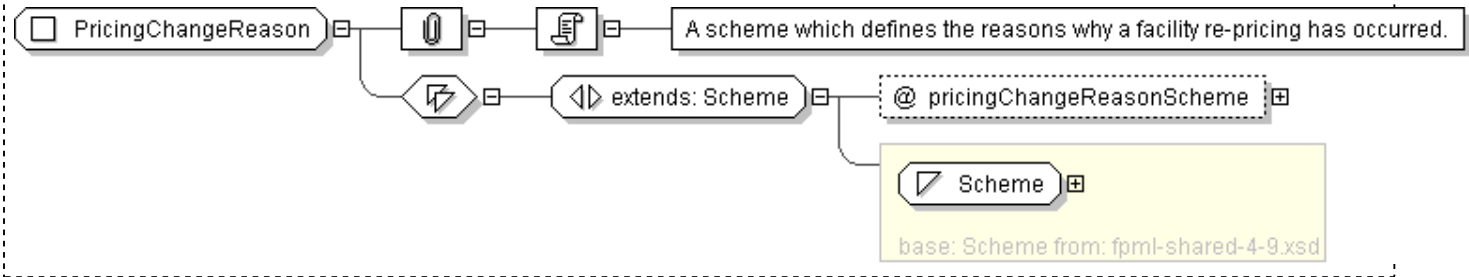 PricingChangeReason
A scheme which defines the reasons why a facility re-pricing has occurred.
extends: Scheme
@ pricingChangeReasonScheme
Scheme
base: Scheme from: fpml-shared-4-9.xsd